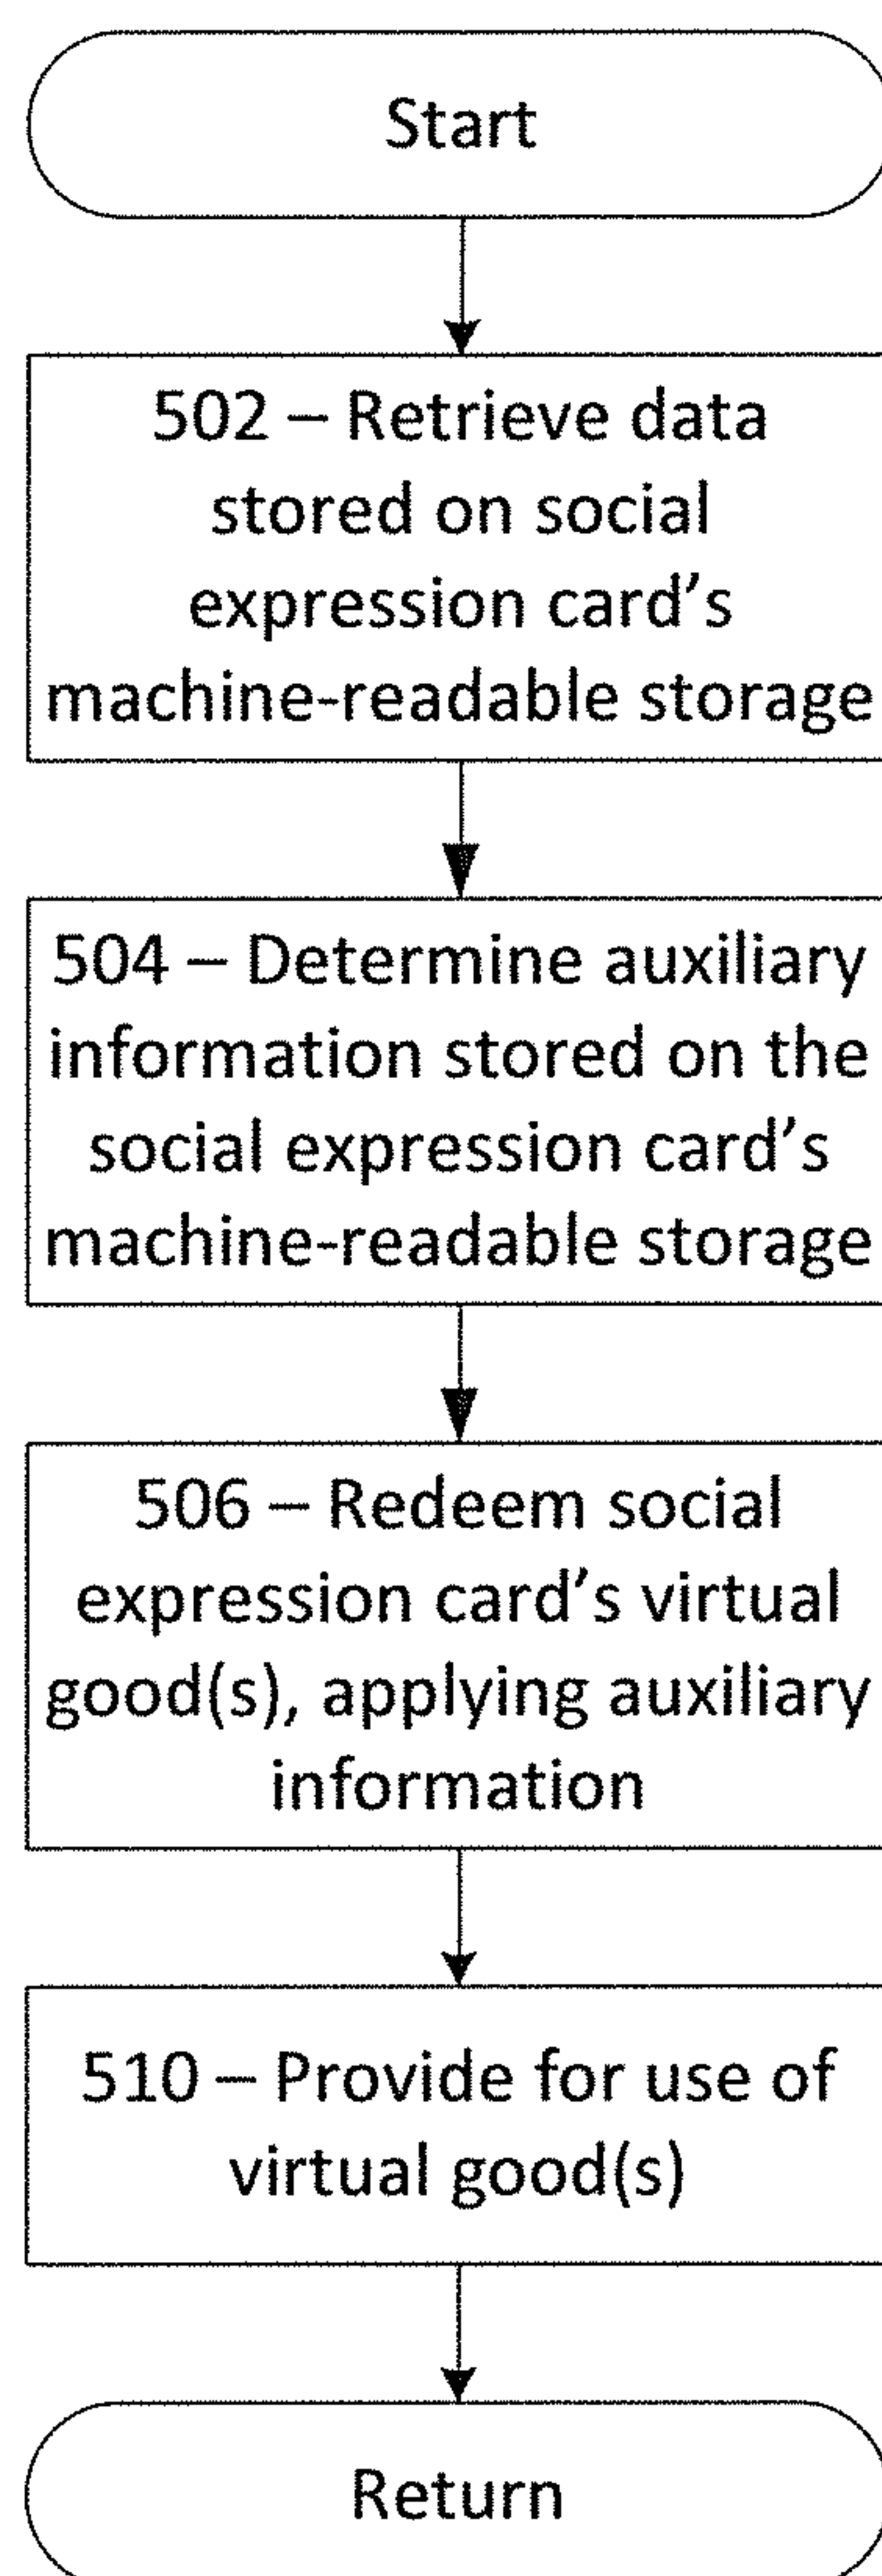 Start
502 – Retrieve data
stored on social
expression card’s
machine-readable storage
504 – Determine auxiliary
information stored on the
social expression card’s
machine-readable storage
506 – Redeem social
expression card’s virtual
good(s), applying auxiliary
information
510 – Provide for use of
virtual good(s)
Return